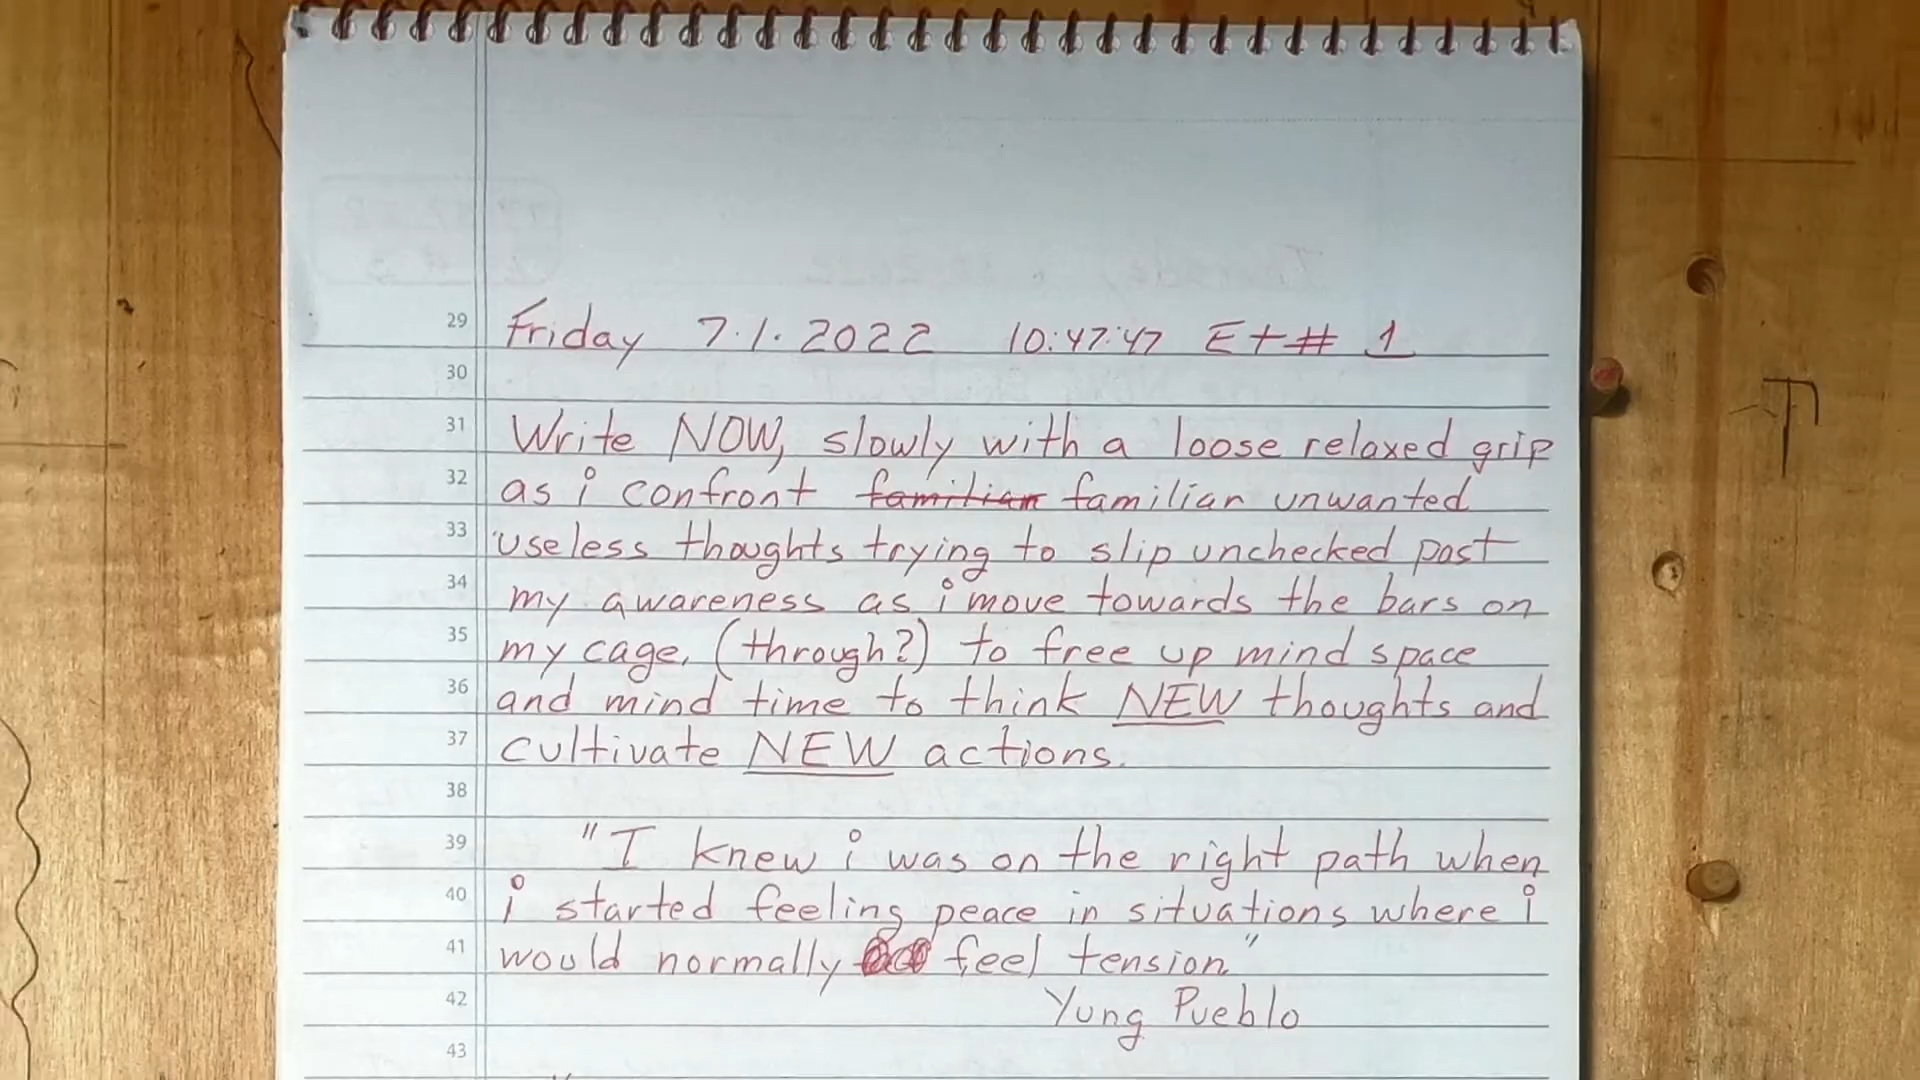 29 Friday 7.1.2022 10:47:47 Et# 1
30
31 Write NOW, slowly with a loose relaxed grip
32 as i confront familiar familiar unwanted
33 useless thoughts trying to slip unchecked past
34 my awareness as i move towards the bars on
35 my cage, (through?) to free up mind space
36 and mind time to think NEW thoughts and
37 cultivate NEW actions.
38
39 "I knew i was on the right path when
40 i started feeling peace in situations where i
41 would normally feel tension"
42 Yung Pueblo
43